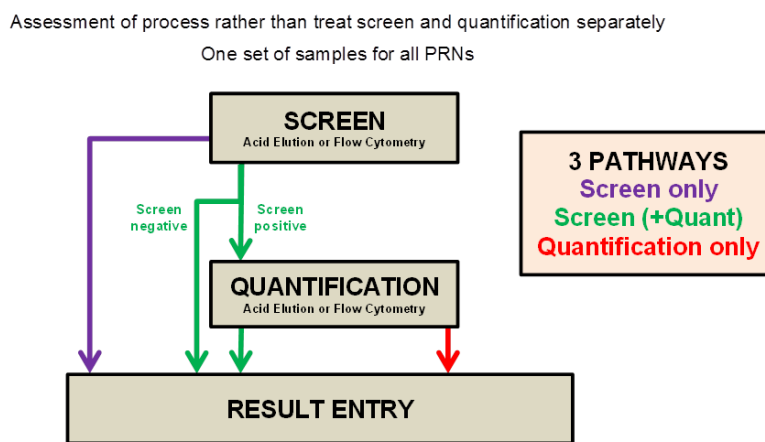 Assessment of process rather than treat screen and quantification separately
One set of samples for all PRNs
SCREEN
Acid Elution or Flow Cytometry
3 PATHWAYS
Screen only
Screen (+Quant)
Quantification only
Screen
negative
Screen
positive
QUANTIFICATION
Acid Elution or Flow Cytometry
RESULT ENTRY